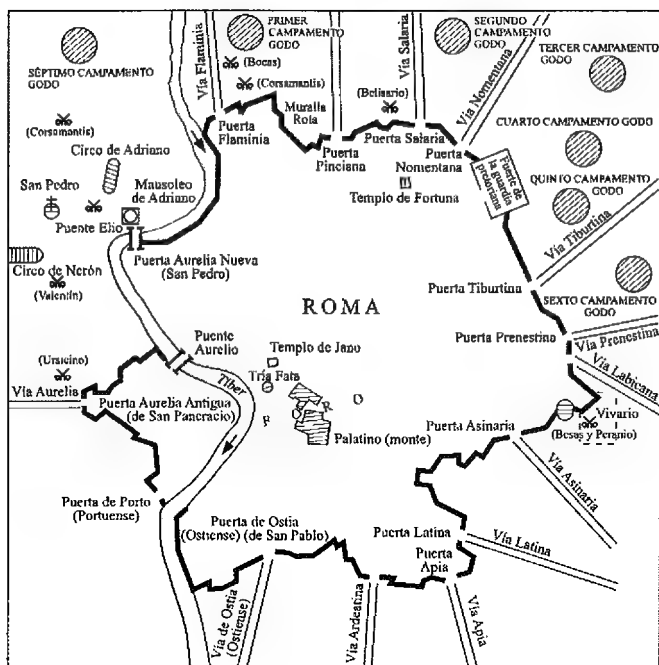 PRIMER
CAMPAMENTO
GODO
SEGUNDO
CAMPAMENTO
GODO
TERCER CAMPAMENTO
GODO
SÉPTIMO CAMPAMENTO
GODO
Vía Flaminia
(Bocas)
(Corsamantis)
Vía Salaria
Vía Nomentana
(Belisario)
Muralla
Rota
(Corsamantis)
Puerta
Flaminia
Puerta
Pinciana
Puerta Salaria
Puerta
Nomentana
CUARTO CAMPAMENTO GODO
Circo de Adriano
Fuerte de
la guardia
pretoriana
San Pedro
Mausoleo
de Adriano
Templo de Fortuna
QUINTO CAMPAMENTO
GODO
Puente Elio
Vía Tiburtina
Puerta Aurelia Nueva
(San Pedro)
Circo de Nerón
(Valentín)
Puerta Tiburtina
SEXTO CAMPAMENTO
GODO
ROMA
Puente
Aurelio
Puerta Prenestina
Vía Prenestina
(Ursicino)
Templo de Jano
Vía Labicana
Tiber
Tria Fata
Vía Aurelia
Puerta Aurelia Antigua
(de San Pancracio)
F O R O
Vivario
(Besas y Peranio)
Palatino (monte)
Puerta Asinaria
Vía Asinaria
Puerta de Porto
(Portuense)
Puerta de Ostia
(Ostiense) (de San Pablo)
Puerta Latina
Vía Latina
Puerta
Apia
Vía de Ostia
(Ostiense)
Vía Ardeatina
Vía Apia